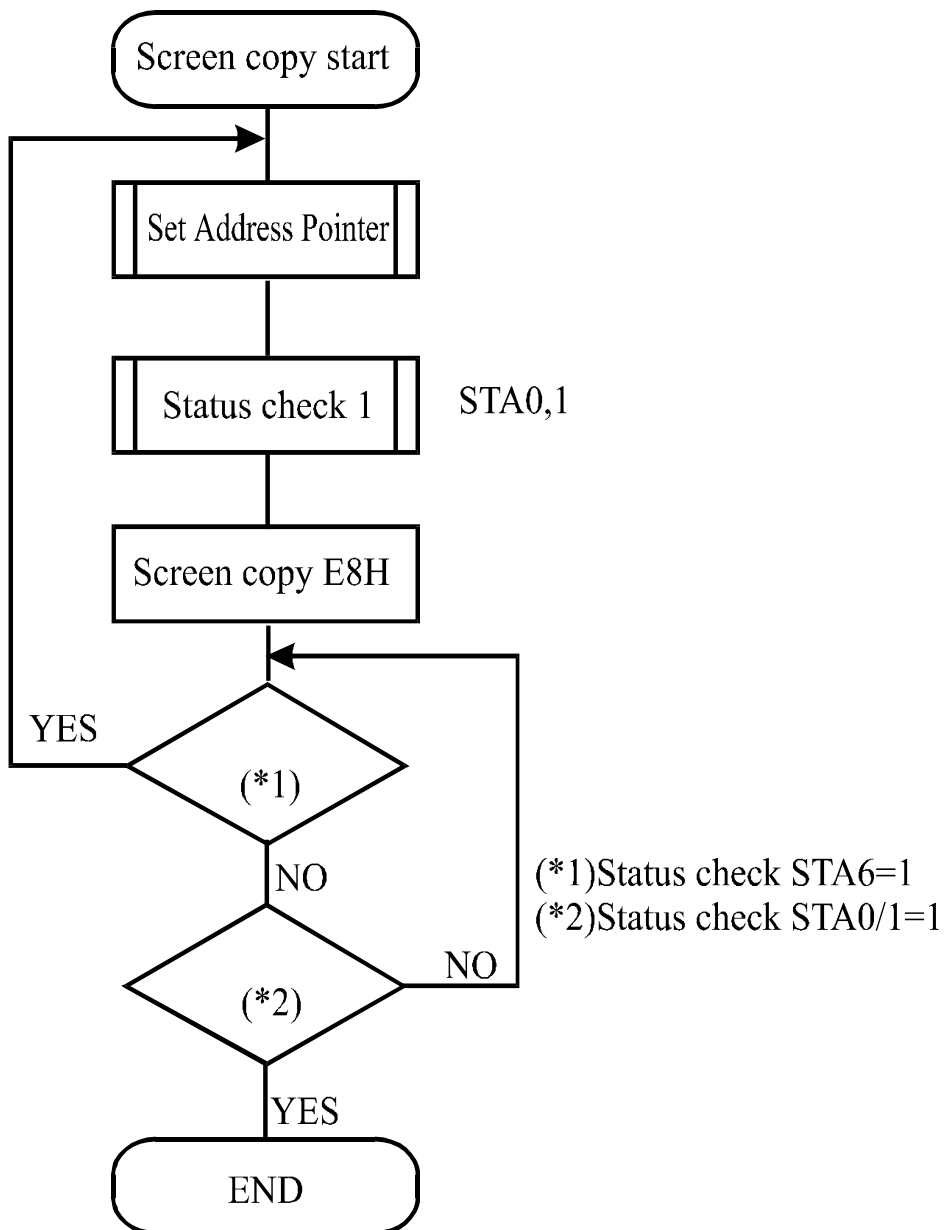 Screen copy start
Set Address Pointer
Status check 1
STA0,1
Screen copy E8H
YES
(*1)
NO
(*1)Status check STA6=1
(*2)Status check STA0/1=1
NO
(*2)
YES
END